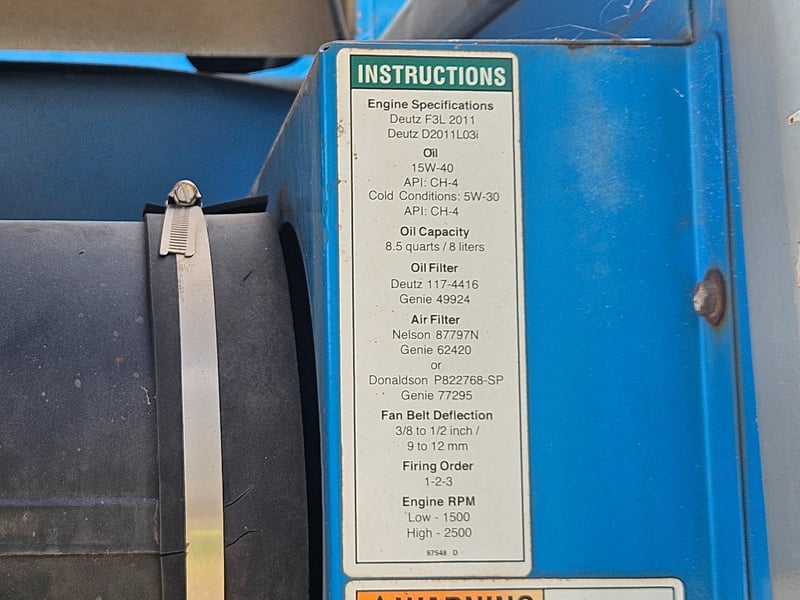 INSTRUCTIONS
Engine Specifications
Deutz F3L 2011
Deutz D2011L03i
Oil
15W-40
API: CH-4
Cold Conditions: 5W-30
API: CH-4
Oil Capacity
8.5 quarts / 8 liters
Oil Filter
Deutz 117-4416
Genie 49924
Air Filter
Nelson 87797N
Genie 62420
or
Donaldson P822768-SP
Genie 77295
Fan Belt Deflection
3/8 to 1/2 inch /
9 to 12 mm
Firing Order
1-2-3
Engine RPM
Low - 1500
High - 2500
97548 D
WARNING